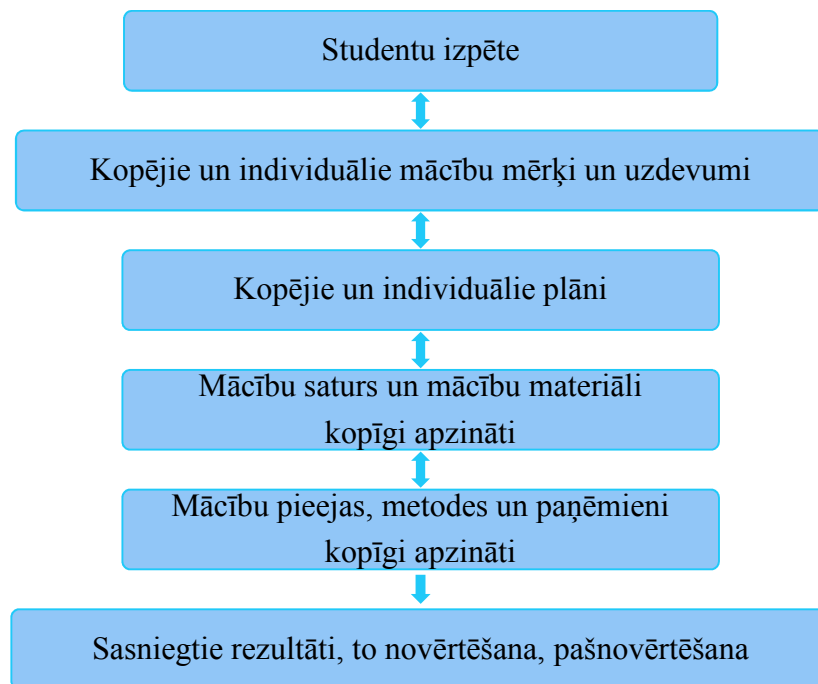 Studentu izpēte
Kopējie un individuālie mācību mērķi un uzdevumi
Kopējie un individuālie plāni
Mācību saturs un mācību materiāli
kopīgi apzināti
Mācību pieejas, metodes un paņēmieni
kopīgi apzināti
Sasniegtie rezultāti, to novērtēšana, pašnovērtēšana